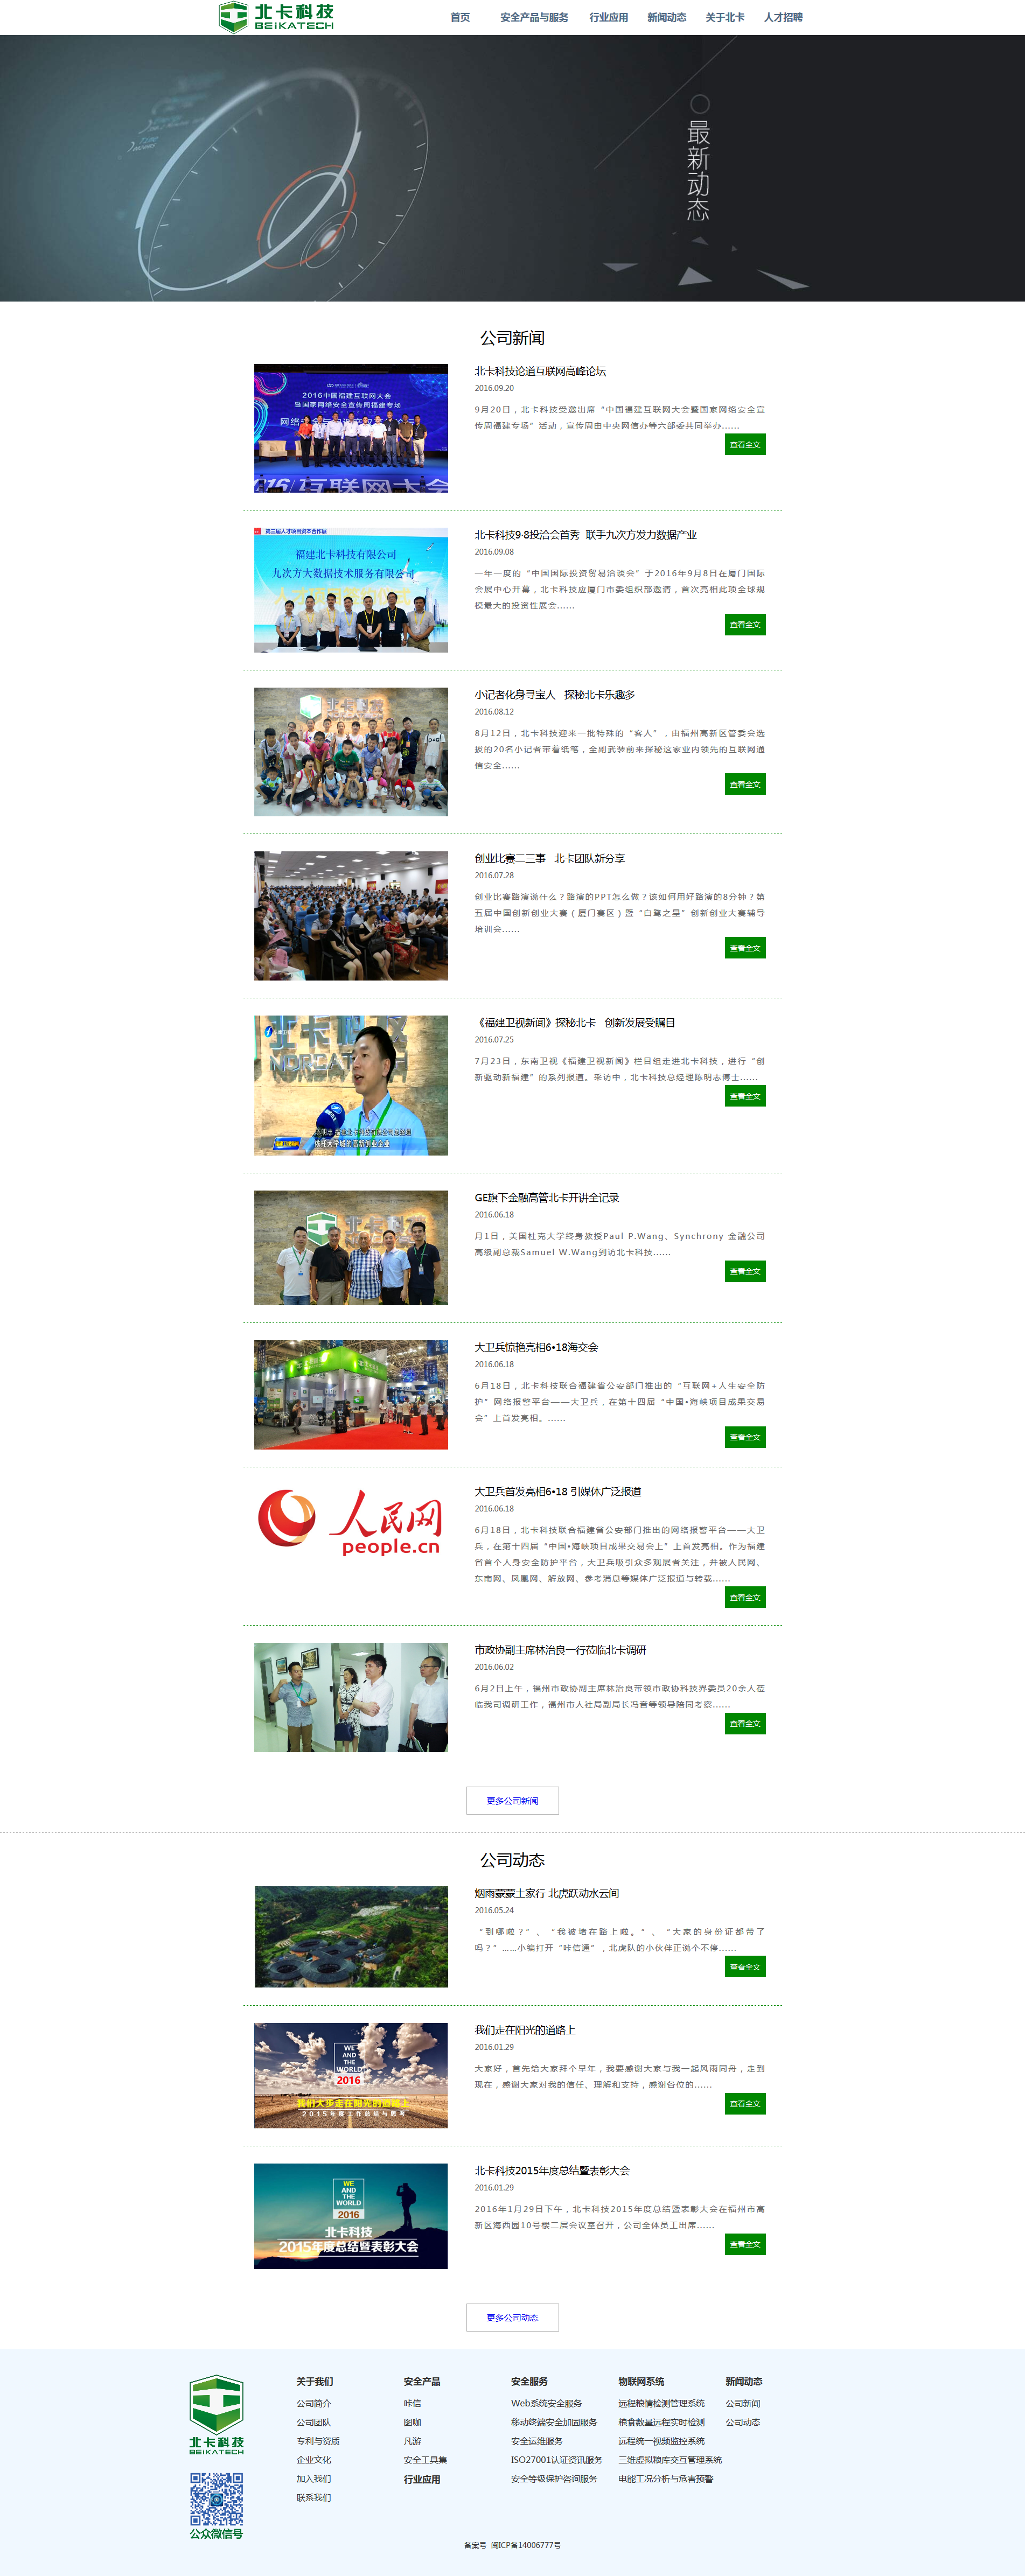 北卡科技
BEiKATECH
首页 安全产品与服务 行业应用 新闻动态 关于北卡 人才招聘
最新动态
公司新闻
2016中国福建互联网大会
暨国家网络安全宣传周福建专场
北卡科技论道互联网高峰论坛
2016.09.20
9月20日，北卡科技受邀出席“中国福建互联网大会暨国家网络安全宣
传周福建专场”活动，宣传周由中央网信办等六部委共同举办......
查看全文
第三届人才项目资本合作展
福建北卡科技有限公司
九次方大数据技术服务有限公司
北卡科技9·8投洽会首秀 联手九次方发力数据产业
2016.09.08
一年一度的“中国国际投资贸易洽谈会”于2016年9月8日在厦门国际
会展中心开幕，北卡科技应厦门市委组织部邀请，首次亮相此项全球规
模最大的投资性展会......
查看全文
北卡科技
小记者化身寻宝人 探秘北卡乐趣多
2016.08.12
8月12日，北卡科技迎来一批特殊的“客人”，由福州高新区管委会选
拔的20名小记者带着纸笔，全副武装前来探秘这家业内领先的互联网通
信安全......
查看全文
创业比赛二三事 北卡团队新分享
2016.07.28
创业比赛路演说什么？路演的PPT怎么做？该如何用好路演的8分钟？第
五届中国创新创业大赛（厦门赛区）暨“白鹭之星”创新创业大赛辅导
培训会......
查看全文
依托大学城的高新创业企业
《福建卫视新闻》探秘北卡 创新发展受瞩目
2016.07.25
7月23日，东南卫视《福建卫视新闻》栏目组走进北卡科技，进行“创
新驱动新福建”的系列报道。采访中，北卡科技总经理陈明志博士......
查看全文
GE旗下金融高管北卡开讲全记录
2016.06.18
月1日，美国杜克大学终身教授Paul P.Wang、Synchrony 金融公司
高级副总裁Samuel W.Wang到访北卡科技......
查看全文
大卫兵惊艳亮相6•18海交会
2016.06.18
6月18日，北卡科技联合福建省公安部门推出的“互联网+人生安全防
护”网络报警平台——大卫兵，在第十四届“中国•海峡项目成果交易
会”上首发亮相。......
查看全文
人民网
people.cn
大卫兵首发亮相6•18 引媒体广泛报道
2016.06.18
6月18日，北卡科技联合福建省公安部门推出的网络报警平台——大卫
兵，在第十四届“中国•海峡项目成果交易会上”上首发亮相。作为福建
省首个人身安全防护平台，大卫兵吸引众多观展者关注，并被人民网、
东南网、凤凰网、解放网、参考消息等媒体广泛报道与转载......
查看全文
市政协副主席林治良一行莅临北卡调研
2016.06.02
6月2日上午，福州市政协副主席林治良带领市政协科技界委员20余人莅
临我司调研工作，福州市人社局副局长冯音等领导陪同考察......
查看全文
更多公司新闻
公司动态
烟雨蒙蒙土家行 北虎跃动水云间
2016.05.24
“到哪啦？”、“我被堵在路上啦。”、“大家的身份证都带了
吗？”......小编打开“咔信通”，北虎队的小伙伴正说个不停......
查看全文
WE
AND THE
WORLD
2016
我们大步走在阳光的道路上
2015年度工作总结与思考
我们走在阳光的道路上
2016.01.29
大家好，首先给大家拜个早年，我要感谢大家与我一起风雨同舟，走到
现在，感谢大家对我的信任、理解和支持，感谢各位的......
查看全文
WE
AND THE
WORLD
2016
北卡科技
2015年度总结暨表彰大会
北卡科技2015年度总结暨表彰大会
2016.01.29
2016年1月29日下午，北卡科技2015年度总结暨表彰大会在福州市高
新区海西园10号楼二层会议室召开，公司全体员工出席......
查看全文
更多公司动态
北卡科技
BEiKATECH
公众微信号
关于我们
公司简介
公司团队
专利与资质
企业文化
加入我们
联系我们
安全产品
咔信
图咖
凡游
安全工具集
行业应用
安全服务
Web系统安全服务
移动终端安全加固服务
安全运维服务
ISO27001认证资讯服务
安全等级保护咨询服务
物联网系统
远程粮情检测管理系统
粮食数量远程实时检测
远程统一视频监控系统
三维虚拟粮库交互管理系统
电能工况分析与危害预警
新闻动态
公司新闻
公司动态
备案号 闽ICP备14006777号